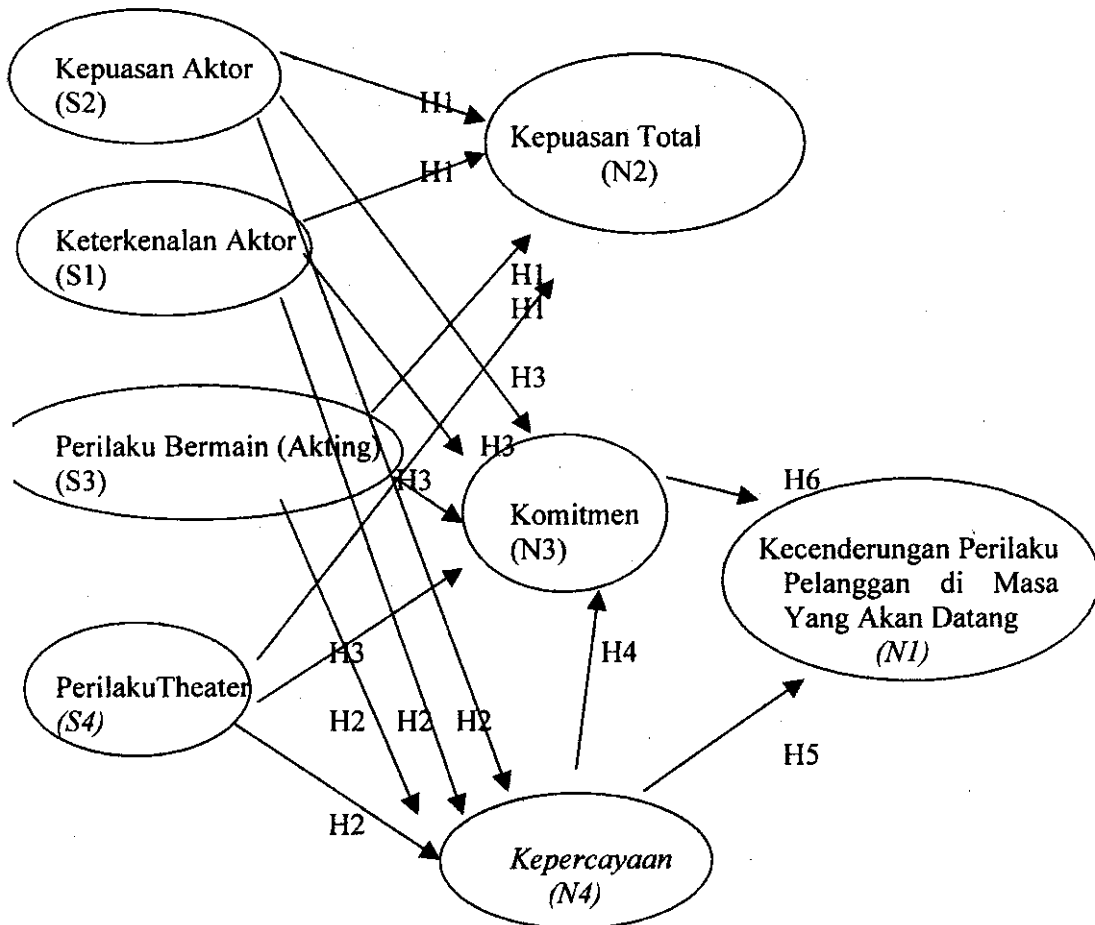 Kepuasan Aktor
(S2)
H1
Kepuasan Total
(N2)
H1
Keterkenalan Aktor
(S1)
H1
H1
H3
Perilaku Bermain (Akting)
(S3)
H3
H3
Komitmen
(N3)
H6
Kecenderungan Perilaku
Pelanggan di Masa
Yang Akan Datang
(N1)
H3
H4
PerilakuTheater
(S4)
H2
H2
H2
H5
H2
Kepercayaan
(N4)